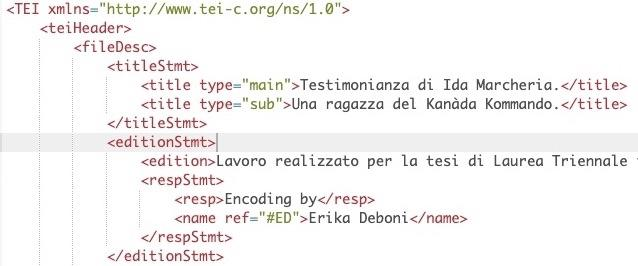 <TEI xmlns="http://www.tei-c.org/ns/1.0">
<teiHeader>
<fileDesc>
<titleStmt>
<title type="main">Testimonianza di Ida Marcheria.</title>
<title type="sub">Una ragazza del Kanàda Kommando.</title>
</titleStmt>
<editionStmt>
<edition>Lavoro realizzato per la tesi di Laurea Triennale
<respStmt>
<resp>Encoding by</resp>
<name ref="#ED">Erika Deboni</name>
</respStmt>
</editionStmt>